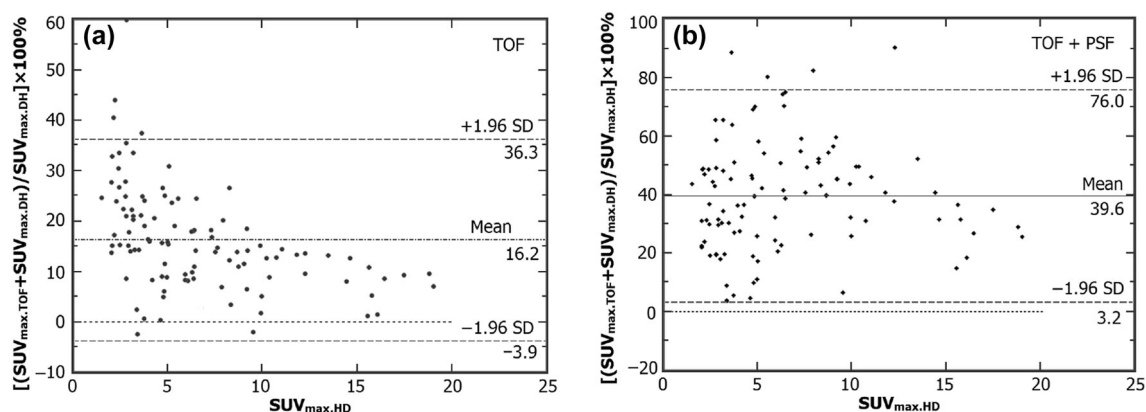 (a)
TOF
[(SUVmax.TOF+SUVmax.DH)/SUVmax.DH]×100%
60
50
40
30
20
10
0
−10
+1.96 SD
36.3
Mean
16.2
−1.96 SD
−3.9
0 5 10 15 20 25
SUVmax.HD
(b)
TOF + PSF
[(SUVmax.TOF+SUVmax.DH)/SUVmax.DH]×100%
100
80
60
40
20
0
−20
+1.96 SD
76.0
Mean
39.6
−1.96 SD
3.2
0 5 10 15 20 25
SUVmax.HD